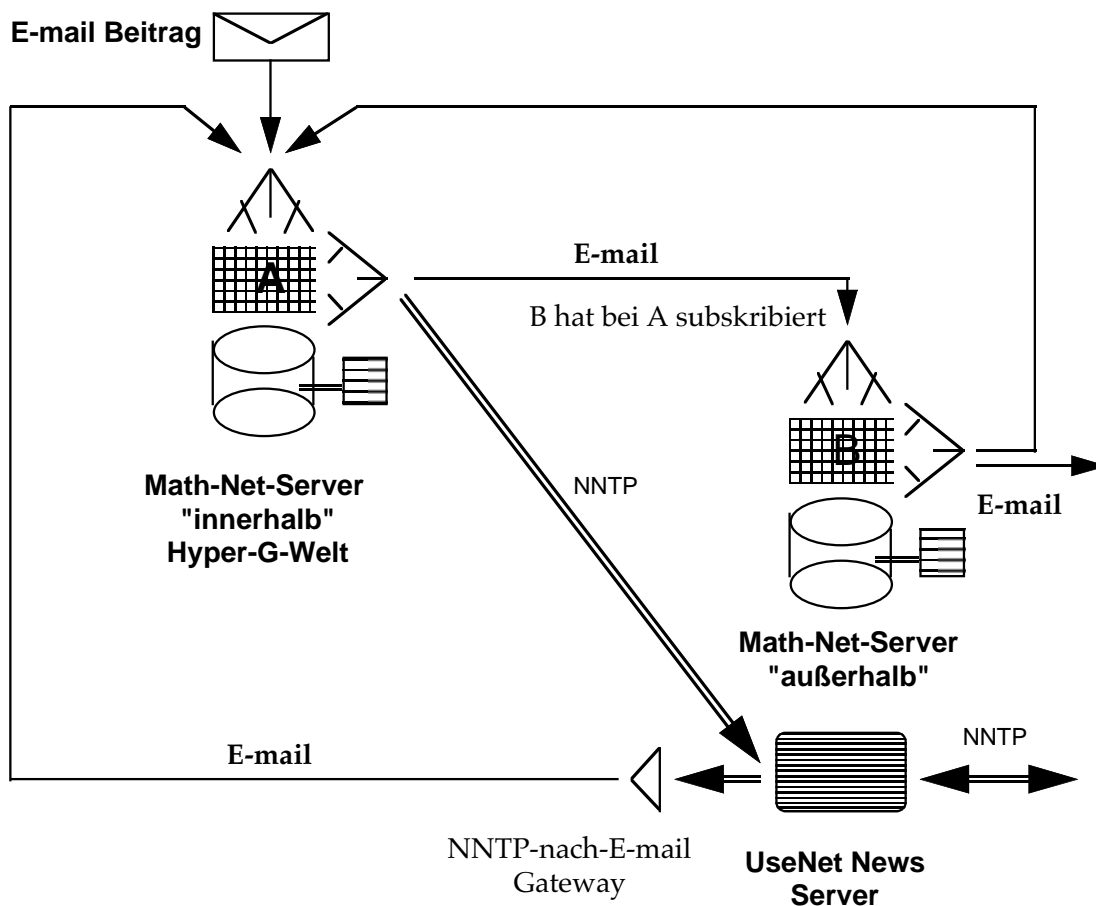 E-mail Beitrag
A
E-mail
B hat bei A subskribiert
B
Math-Net-Server
"innerhalb"
Hyper-G-Welt
NNTP
E-mail
Math-Net-Server
"außerhalb"
E-mail
NNTP
NNTP-nach-E-mail
Gateway
UseNet News
Server